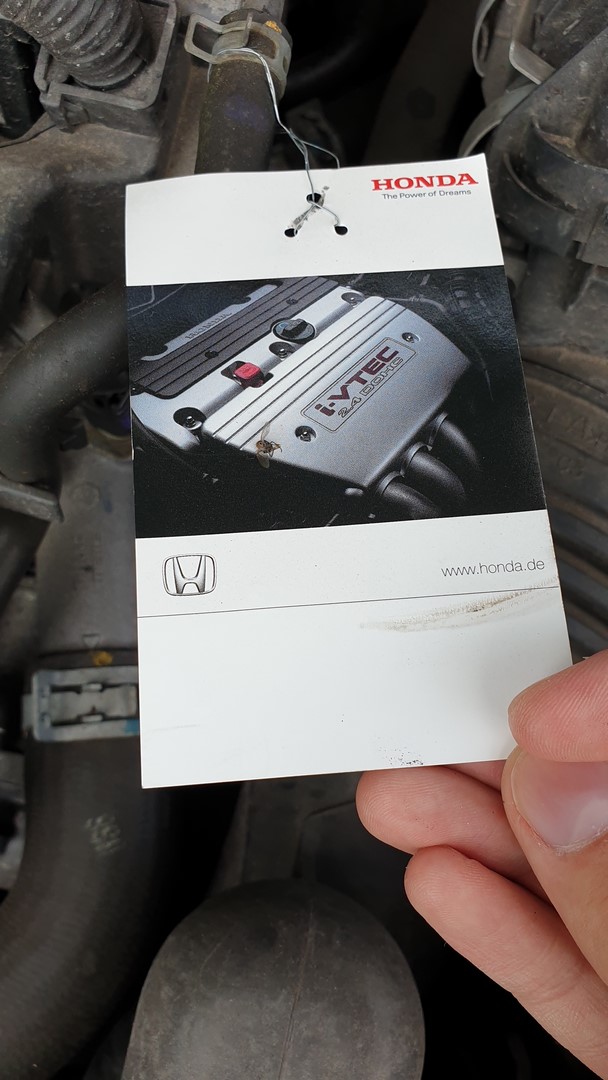 HONDA
The Power of Dreams
i-VTEC
2.4 DOHC
www.honda.de